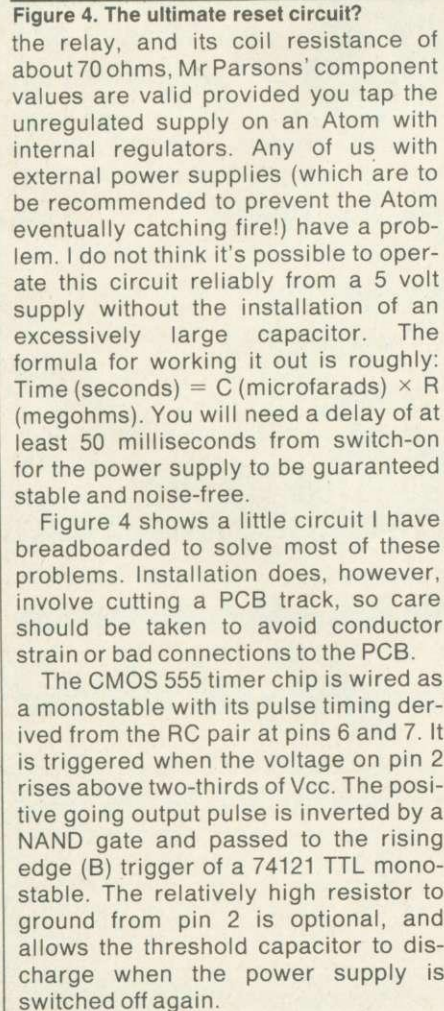 Figure 4. The ultimate reset circuit?
the relay, and its coil resistance of
about 70 ohms, Mr Parsons' component
values are valid provided you tap the
unregulated supply on an Atom with
internal regulators. Any of us with
external power supplies (which are to
be recommended to prevent the Atom
eventually catching fire!) have a prob-
lem. I do not think it's possible to oper-
ate this circuit reliably from a 5 volt
supply without the installation of an
excessively large capacitor. The
formula for working it out is roughly:
Time (seconds) = C (microfarads) × R
(megohms). You will need a delay of at
least 50 milliseconds from switch-on
for the power supply to be guaranteed
stable and noise-free.
Figure 4 shows a little circuit I have
breadboarded to solve most of these
problems. Installation does, however,
involve cutting a PCB track, so care
should be taken to avoid conductor
strain or bad connections to the PCB.
The CMOS 555 timer chip is wired as
a monostable with its pulse timing der-
ived from the RC pair at pins 6 and 7. It
is triggered when the voltage on pin 2
rises above two-thirds of Vcc. The posi-
tive going output pulse is inverted by a
NAND gate and passed to the rising
edge (B) trigger of a 74121 TTL mono-
stable. The relatively high resistor to
ground from pin 2 is optional, and
allows the threshold capacitor to dis-
charge when the power supply is
switched off again.